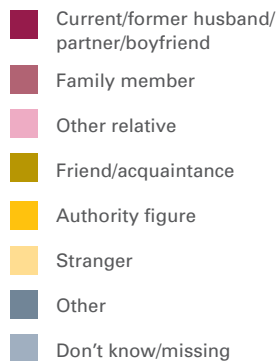 Current/former husband/
partner/boyfriend
Family member
Other relative
Friend/acquaintance
Authority figure
Stranger
Other
Don't know/missing